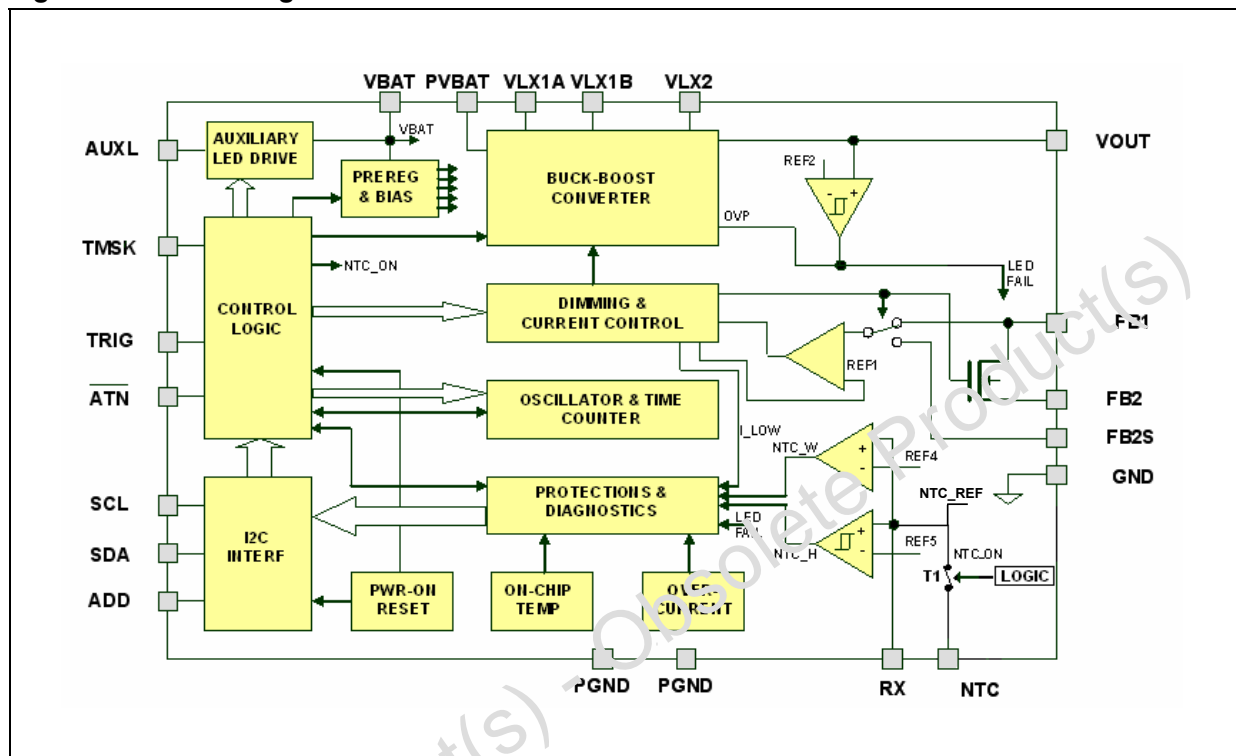 VBAT PVBAT VLX1A VLX1B VLX2
AUXL
AUXILIARY
LED DRIVE
VBAT
PREREG
& BIAS
BUCK-BOOST
CONVERTER
OVP
REF2
- +
VOUT
LED
FAIL
TMSK
NTC_ON
CONTROL
LOGIC
DIMMING &
CURRENT CONTROL
REF1
FB1
TRIG
ATN
OSCILLATOR & TIME
COUNTER
FB2
FB2S
I_LOW
NTC_W
+
-
REF4
GND
SCL
SDA
ADD
I2C
INTERF
PROTECTIONS &
DIAGNOSTICS
LED
FAIL
NTC_H
+
-
REF5
NTC_REF
NTC_ON
T1
LOGIC
PWR-ON
RESET
ON-CHIP
TEMP
OVER-
CURRENT
PGND PGND RX NTC
Obsolete Product(s)
t(s) -